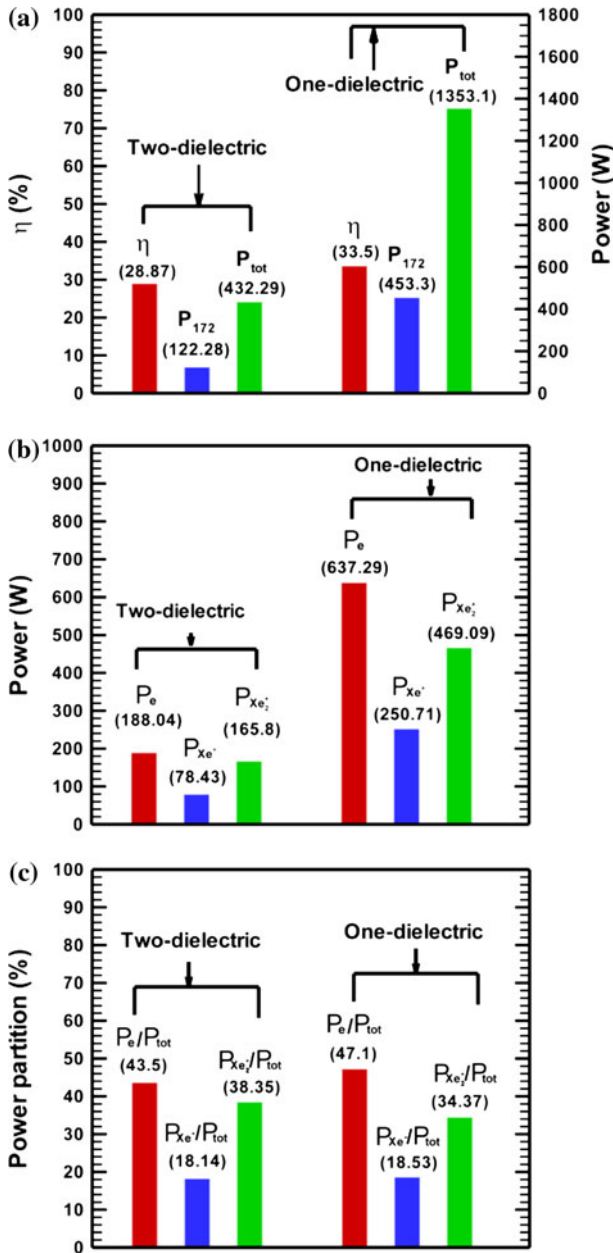 (a)
100
90
80
70
60
50
40
30
20
10
0
η (%)
1800
1600
1400
1200
1000
800
600
400
200
0
Power (W)
One-dielectric
P tot
(1353.1)
Two-dielectric
η
(28.87)
P 172
(122.28)
P tot
(432.29)
η
(33.5)
P 172
(453.3)
(b)
1000
900
800
700
600
500
400
300
200
100
0
Power (W)
One-dielectric
Pe
(637.29)
PXe+
(250.71)
PXe2+
(469.09)
Two-dielectric
Pe
(188.04)
PXe+
(78.43)
PXe2+
(165.8)
(c)
100
90
80
70
60
50
40
30
20
10
0
Power partition (%)
Two-dielectric
Pe/Ptot
(43.5)
PXe+/Ptot
(18.14)
PXe2+/Ptot
(38.35)
One-dielectric
Pe/Ptot
(47.1)
PXe+/Ptot
(18.53)
PXe2+/Ptot
(34.37)